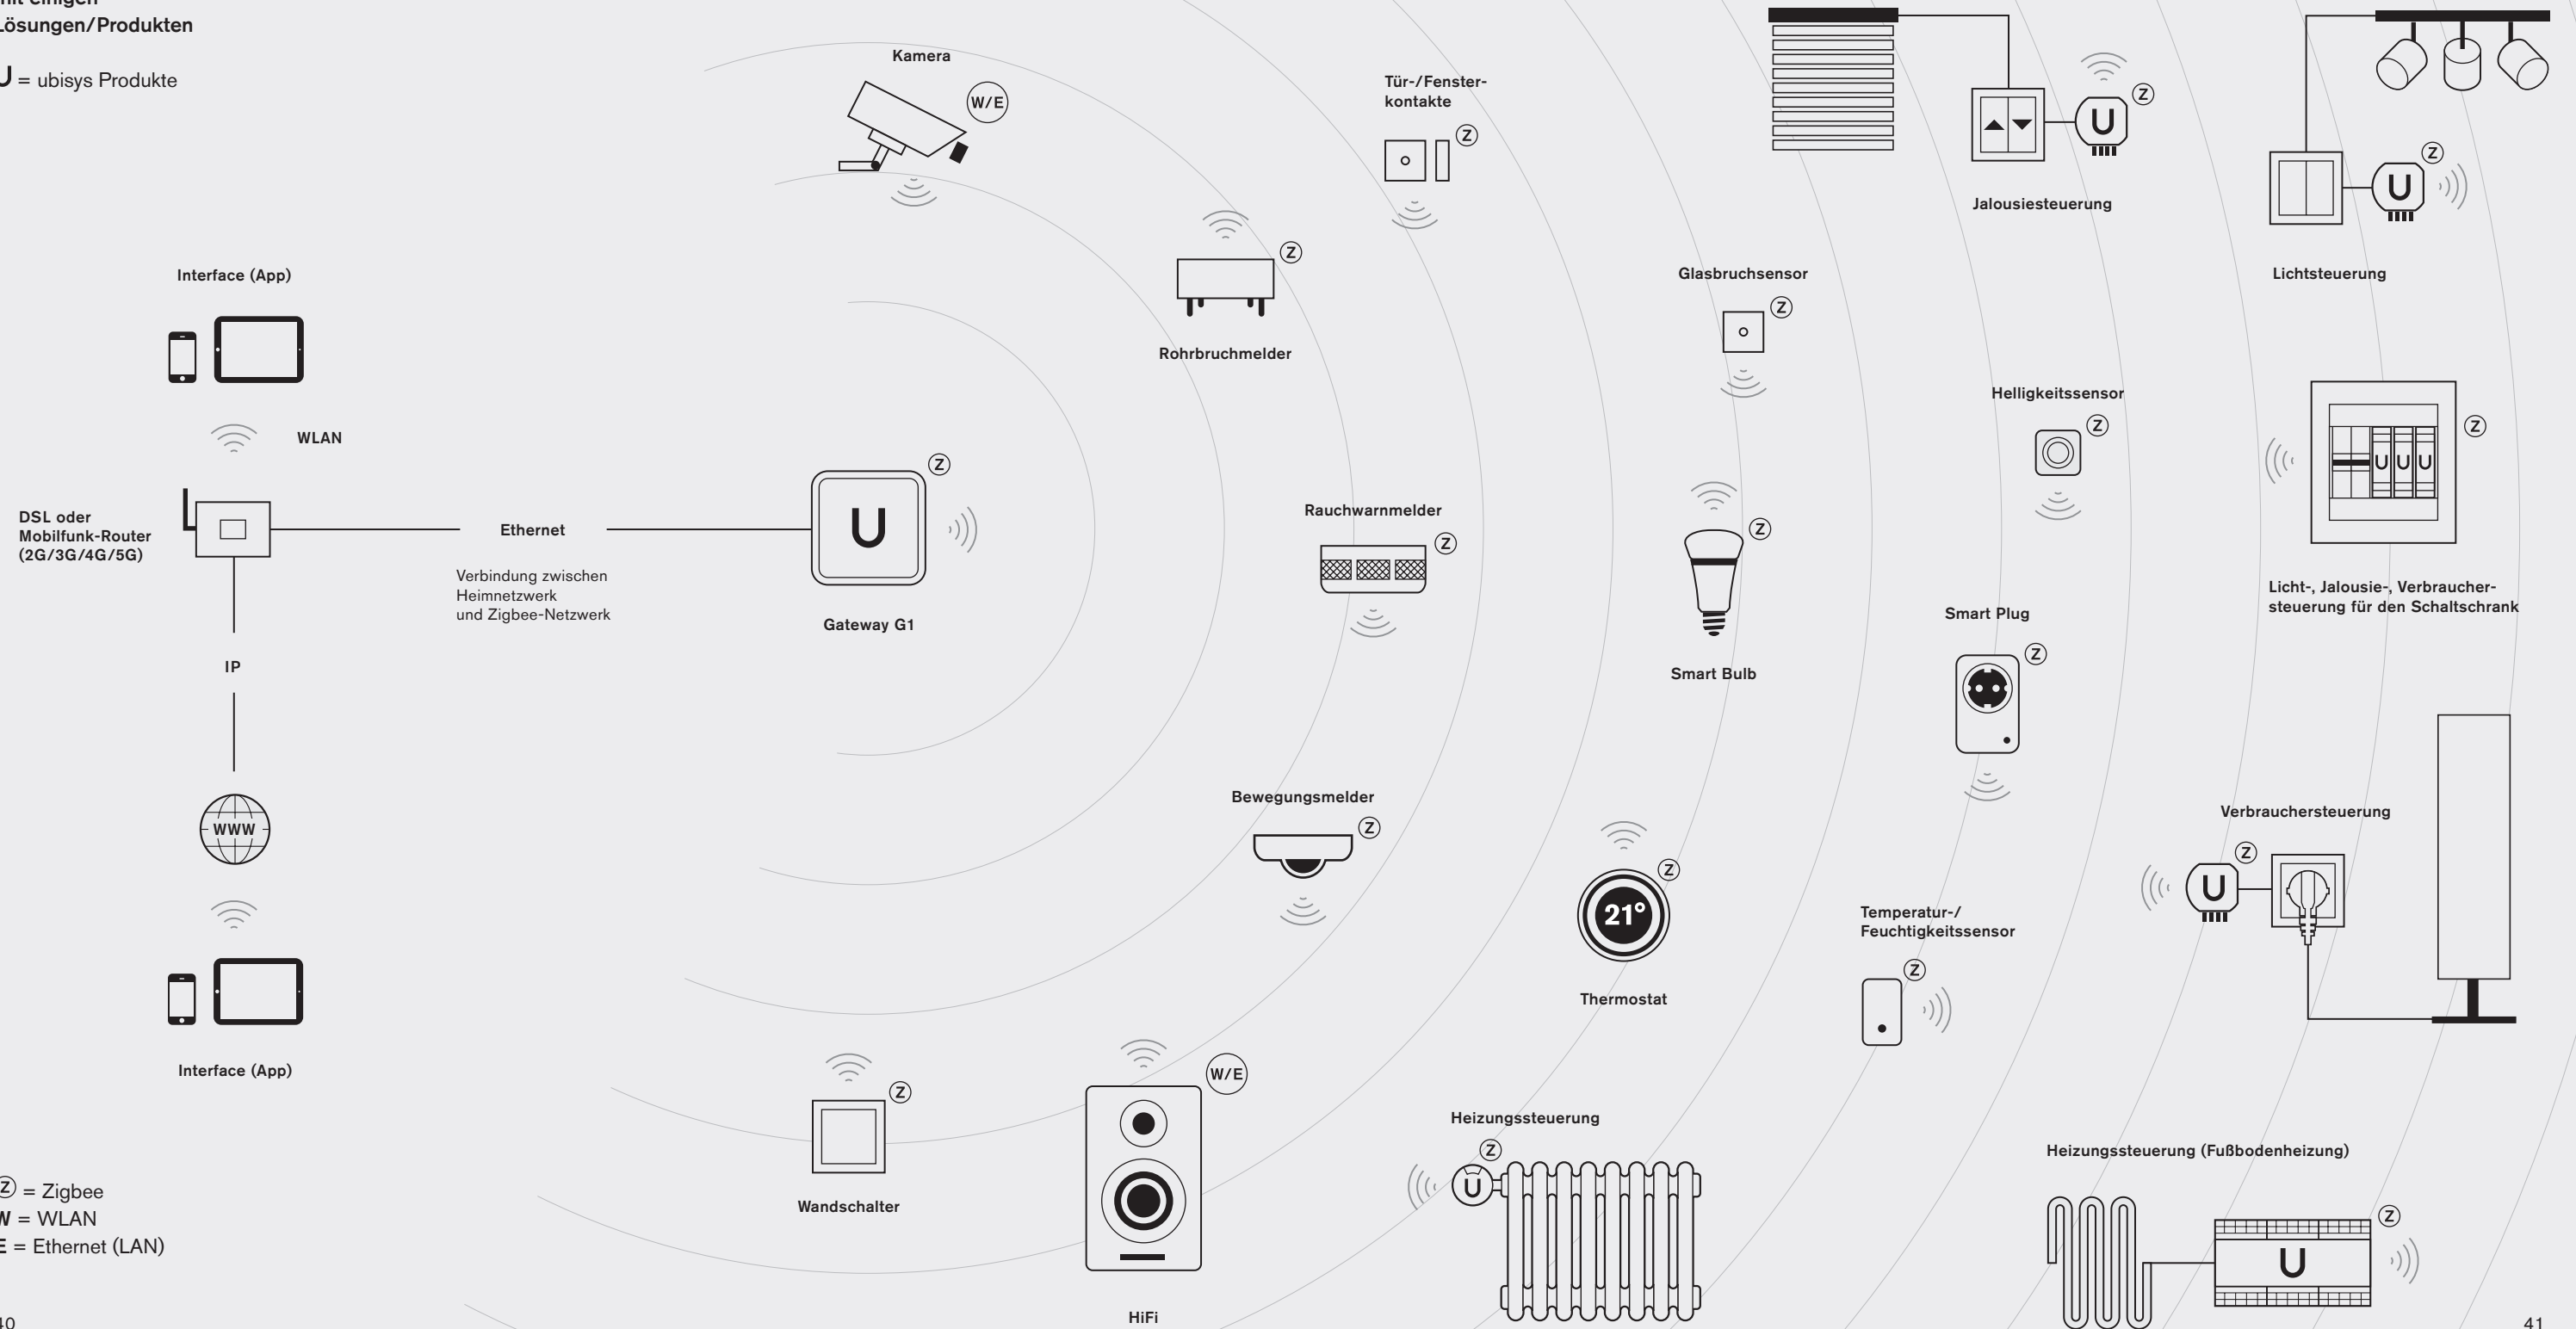 mit einigen
Lösungen/Produkten
U = ubisys Produkte
Kamera
W/E
Tür-/Fenster-
kontakte
Z
U
Z
Jalousiesteuerung
U
Z
Lichtsteuerung
Z
Rohrbruchmelder
Glasbruchsensor
Z
Interface (App)
WLAN
Helligkeitssensor
Z
DSL oder
Mobilfunk-Router
(2G/3G/4G/5G)
Ethernet
Verbindung zwischen
Heimnetzwerk
und Zigbee-Netzwerk
U
Z
Gateway G1
Rauchwarnmelder
Z
Z
Smart Bulb
U U U
Z
Licht-, Jalousie-, Verbraucher-
steuerung für den Schaltschrank
Smart Plug
Z
IP
WWW
Interface (App)
Bewegungsmelder
Z
Z
21°
Thermostat
Verbrauchersteuerung
Z
U
Temperatur-/
Feuchtigkeitssensor
Z
Z
Wandschalter
W/E
HiFi
Heizungssteuerung
Z
U
Heizungssteuerung (Fußbodenheizung)
Z
U
Z = Zigbee
W = WLAN
E = Ethernet (LAN)
40
41